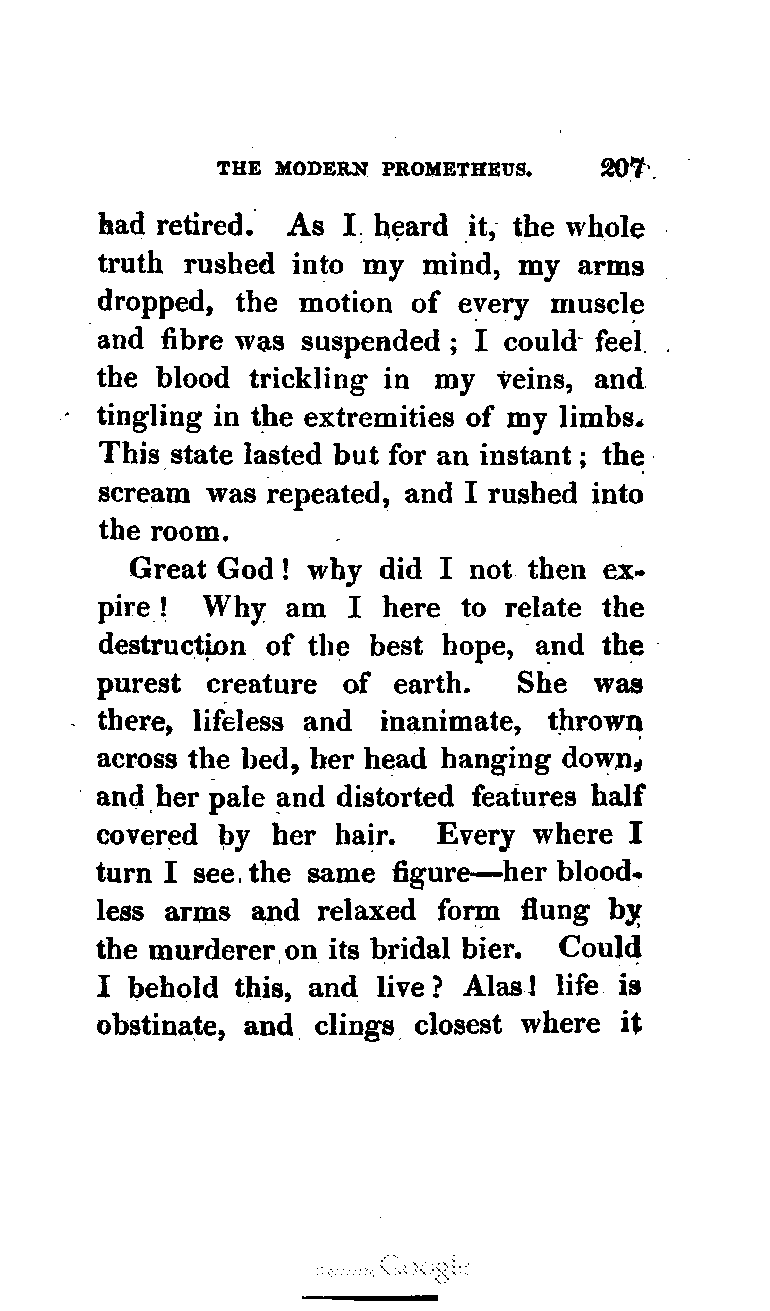 THE MODERN PROMETHEUS. 207
had retired. As I heard it, the whole
truth rushed into my mind, my arms
dropped, the motion of every muscle
and fibre was suspended; I could feel
the blood trickling in my veins, and
tingling in the extremities of my limbs.
This state lasted but for an instant; the
scream was repeated, and I rushed into
the room.
Great God! why did I not then ex-
pire! Why am I here to relate the
destruction of the best hope, and the
purest creature of earth. She was
there, lifeless and inanimate, thrown
across the bed, her head hanging down,
and her pale and distorted features half
covered by her hair. Every where I
turn I see the same figure—her blood-
less arms and relaxed form flung by
the murderer on its bridal bier. Could
I behold this, and live? Alas! life is
obstinate, and clings closest where it
Google